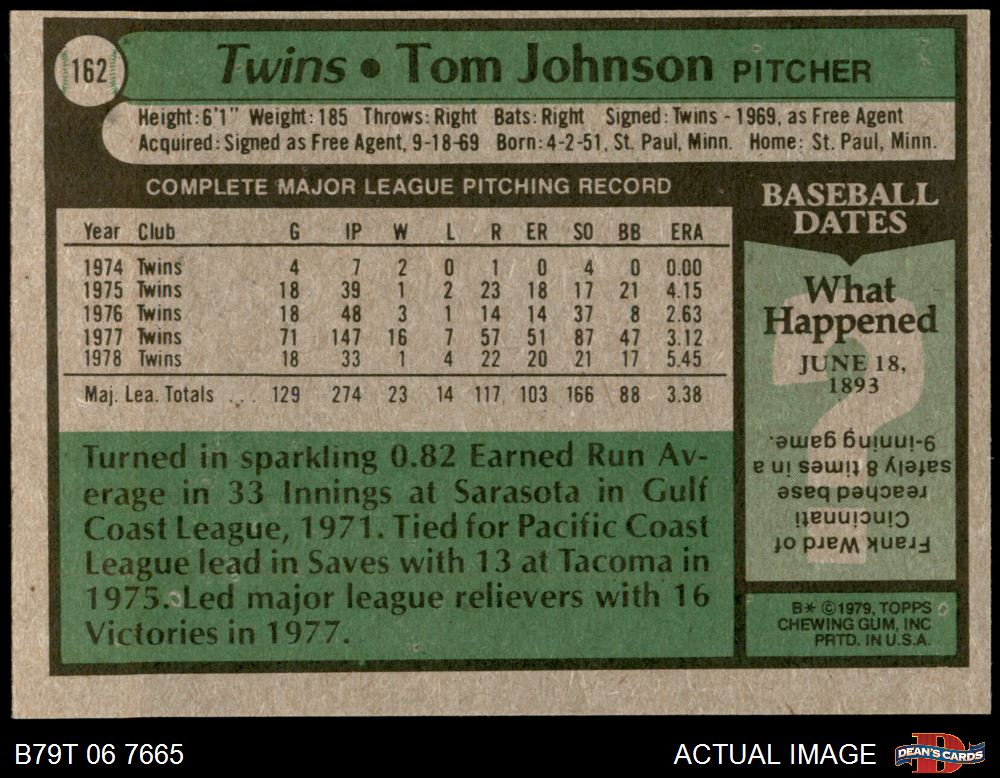 162
Twins • Tom Johnson PITCHER
Height: 6'1" Weight: 185 Throws: Right Bats: Right Signed: Twins - 1969, as Free Agent
Acquired: Signed as Free Agent, 9-18-69 Born: 4-2-51, St. Paul, Minn. Home: St. Paul, Minn.
COMPLETE MAJOR LEAGUE PITCHING RECORD
Year Club G IP W L R ER SO BB ERA
1974 Twins 4 7 2 0 1 0 4 0 0.00
1975 Twins 18 39 1 2 23 18 17 21 4.15
1976 Twins 18 48 3 1 14 14 37 8 2.63
1977 Twins 71 147 16 7 57 51 87 47 3.12
1978 Twins 18 33 1 4 22 20 21 17 5.45
Maj. Lea. Totals ... 129 274 23 14 117 103 166 88 3.38
Turned in sparkling 0.82 Earned Run Av-
erage in 33 Innings at Sarasota in Gulf
Coast League, 1971. Tied for Pacific Coast
League lead in Saves with 13 at Tacoma in
1975. Led major league relievers with 16
Victories in 1977.
BASEBALL
DATES
What
Happened
JUNE 18,
1893
Frank Ward of
Cincinnati
reached base
safely 8 times in a
9-inning game.
B* ©1979, TOPPS
CHEWING GUM, INC
PRTD. IN U.S.A.
B79T 06 7665
ACTUAL IMAGE
DEAN'S CARDS